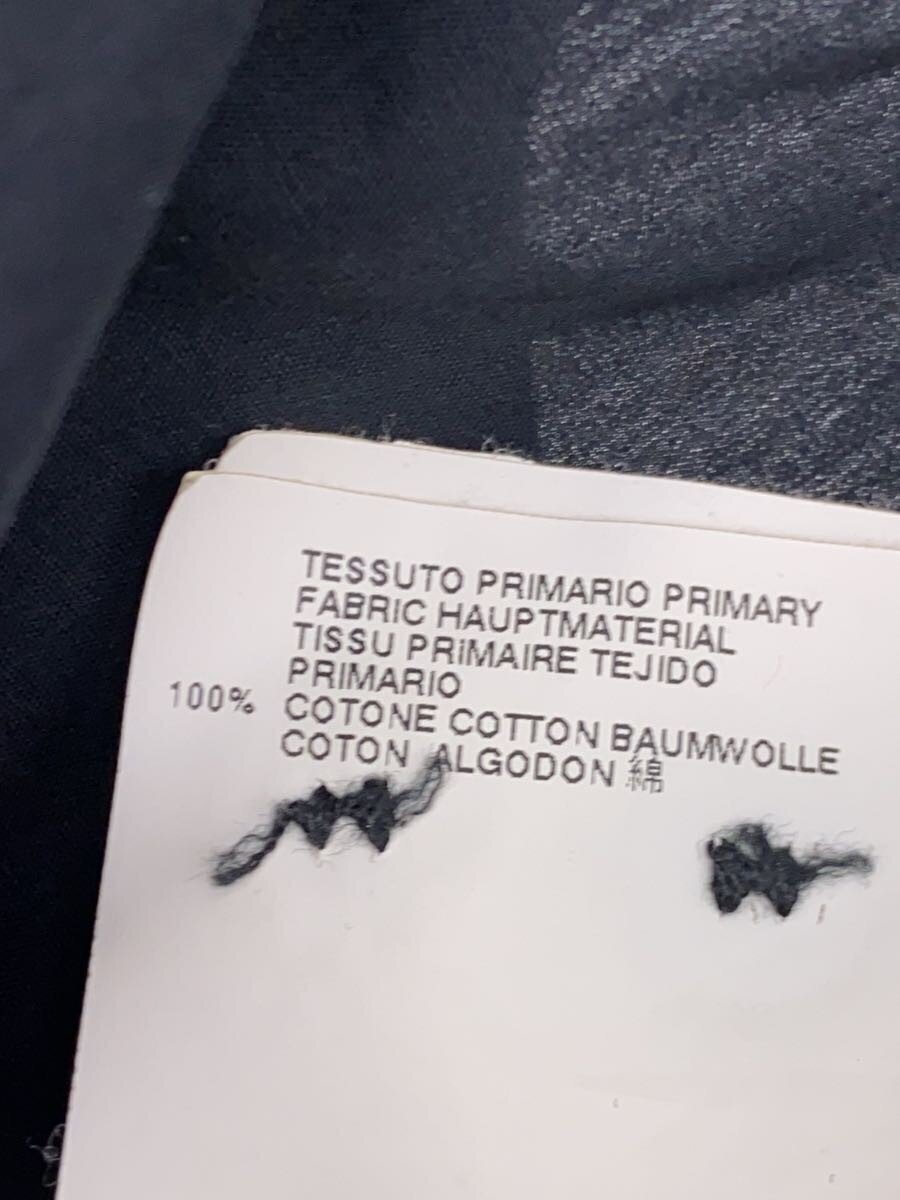 TESSUTO PRIMARIO PRIMARY
FABRIC HAUPTMATERIAL
TISSU PRiMAIRE TEJIDO
PRIMARIO
100% COTONE COTTON BAUMWOLLE
COTON ALGODON 綿